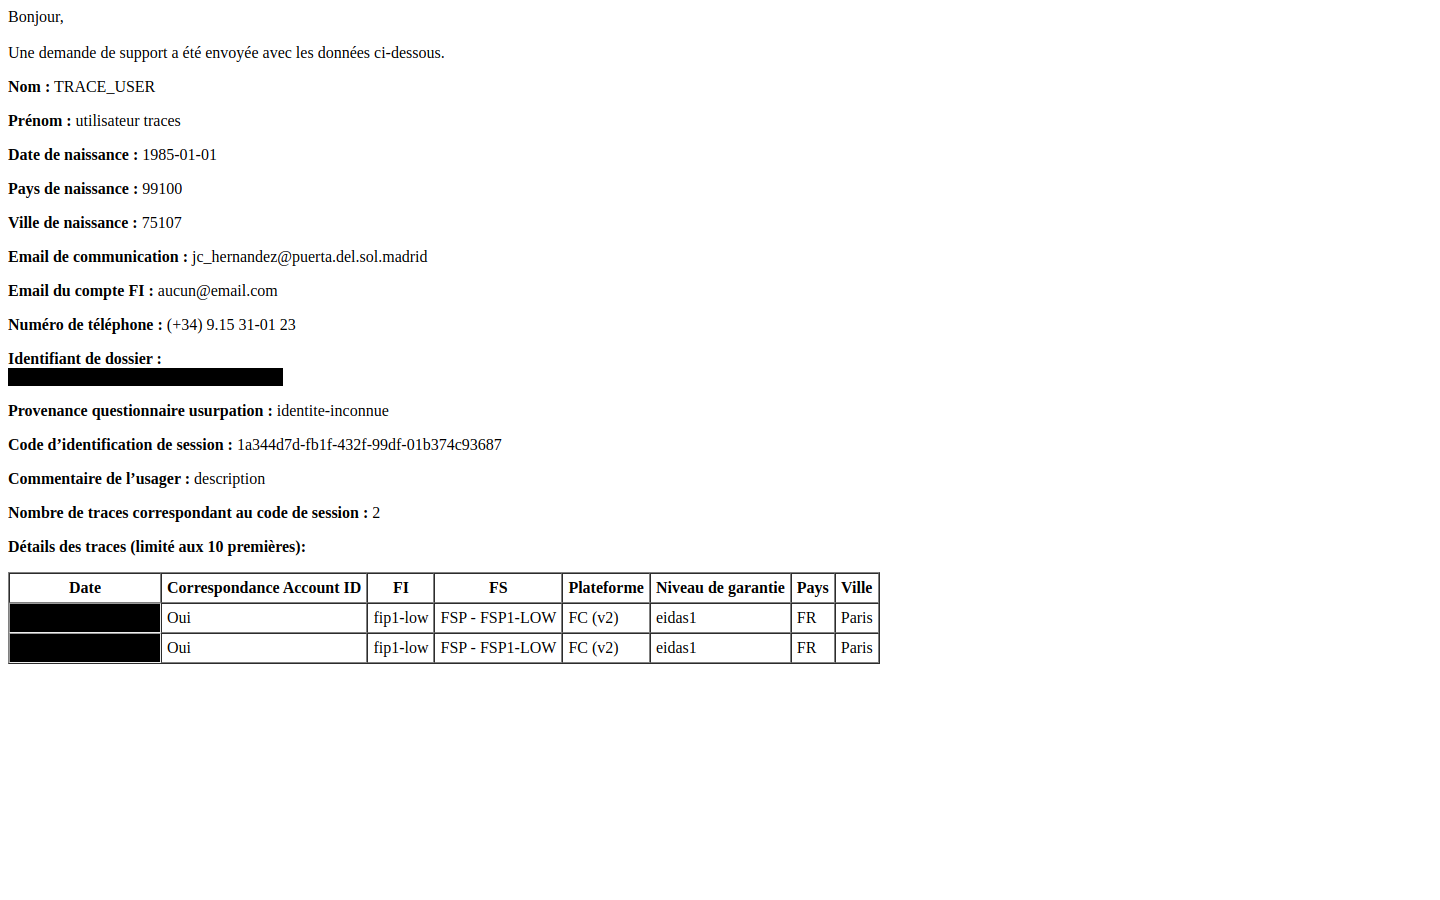 Bonjour,
Une demande de support a été envoyée avec les données ci-dessous.
Nom : TRACE_USER
Prénom : utilisateur traces
Date de naissance : 1985-01-01
Pays de naissance : 99100
Ville de naissance : 75107
Email de communication : jc_hernandez@puerta.del.sol.madrid
Email du compte FI : aucun@email.com
Numéro de téléphone : (+34) 9.15 31-01 23
Identifiant de dossier :
Provenance questionnaire usurpation : identite-inconnue
Code d’identification de session : 1a344d7d-fb1f-432f-99df-01b374c93687
Commentaire de l’usager : description
Nombre de traces correspondant au code de session : 2
Détails des traces (limité aux 10 premières):
Date Correspondance Account ID FI FS Plateforme Niveau de garantie Pays Ville
Oui fip1-low FSP - FSP1-LOW FC (v2) eidas1 FR Paris
Oui fip1-low FSP - FSP1-LOW FC (v2) eidas1 FR Paris